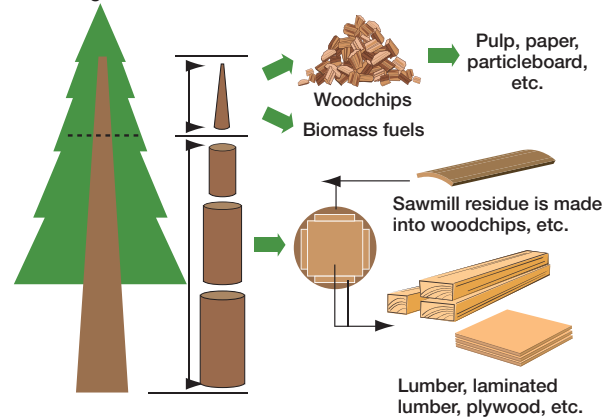 Woodchips
Pulp, paper,
particleboard,
etc.
Biomass fuels
Sawmill residue is made
into woodchips, etc.
Lumber, laminated
lumber, plywood, etc.